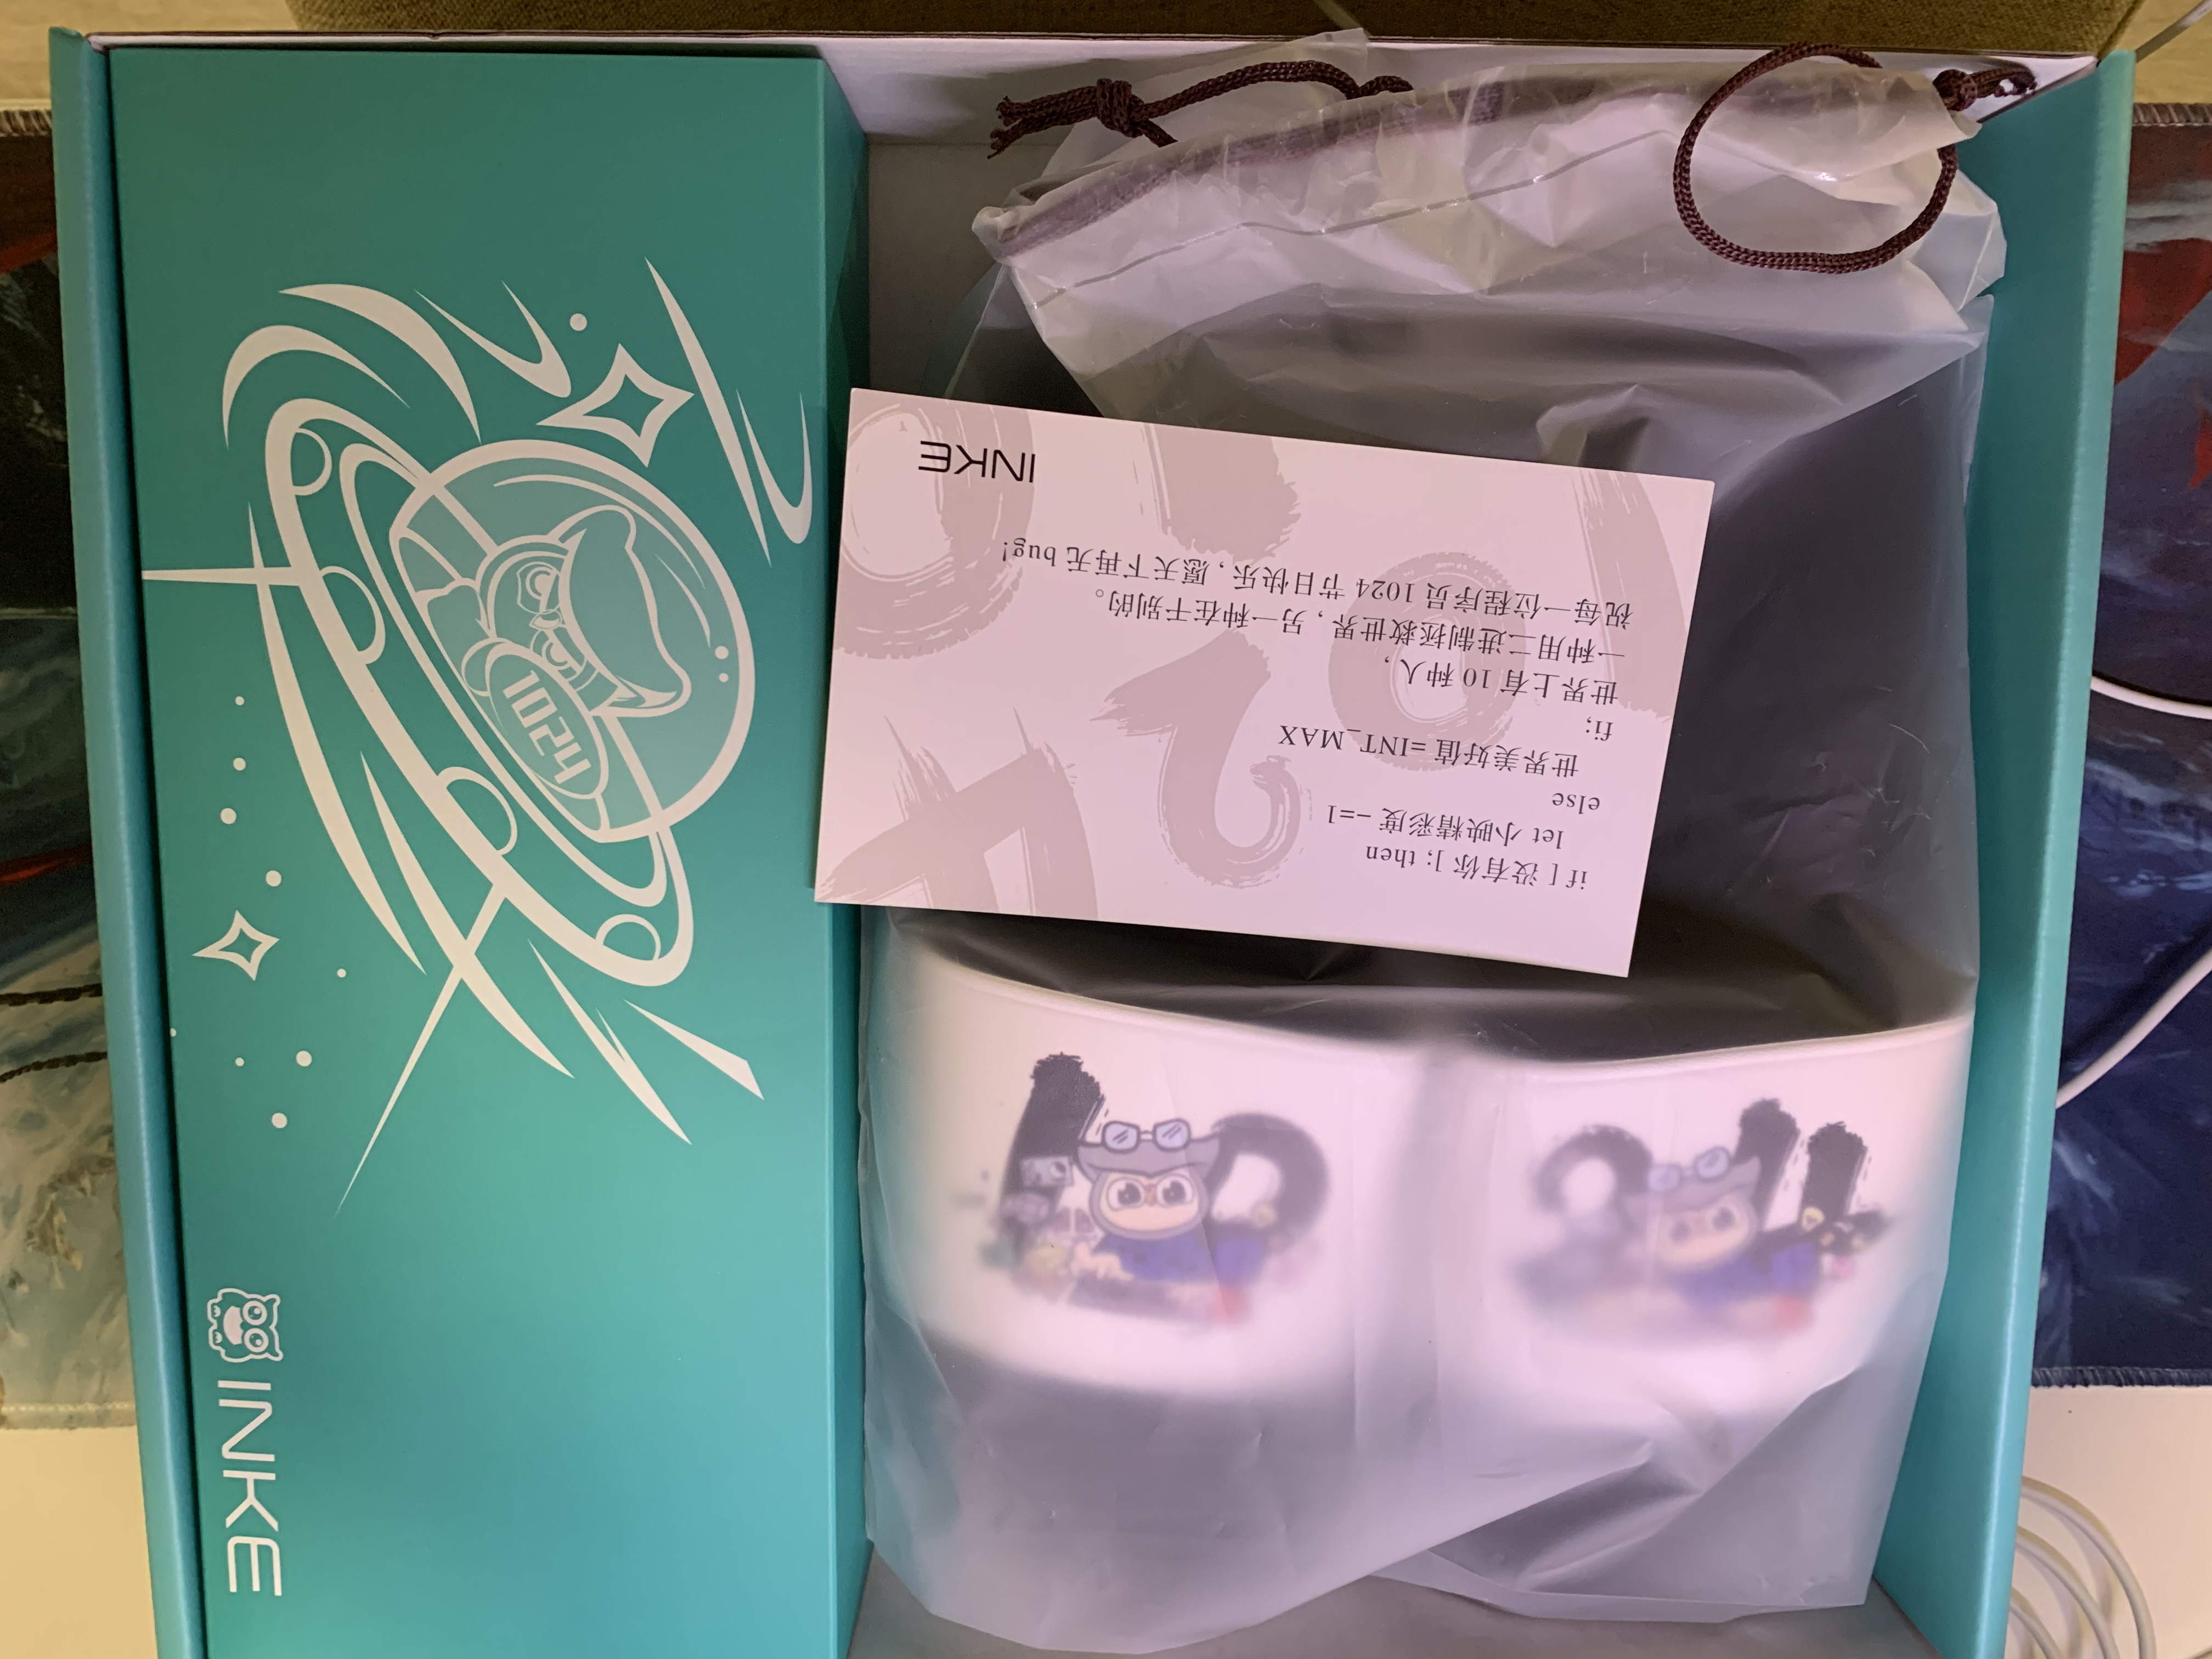 INKE
1024
if [ 没有你 ]; then
let 小映精彩度 -=1
else
世界美好值 =INT_MAX
fi;
世界上有 10 种人，
一种用二进制拯救世界，另一种在干别的。
祝每一位程序员 1024 节日快乐，愿天下再无 bug!
INKE